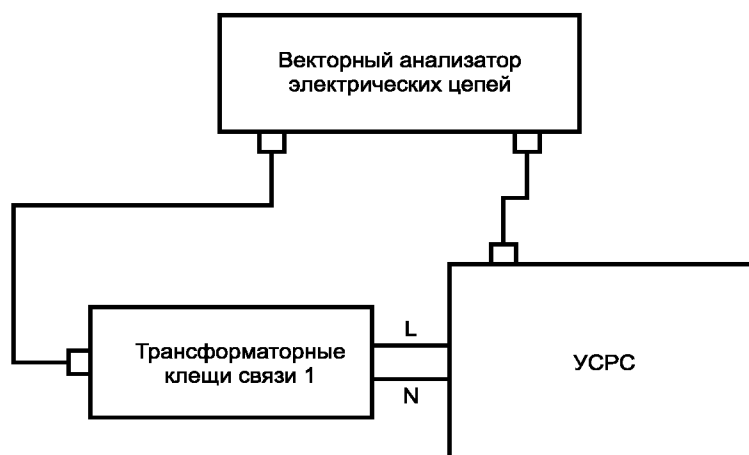 Векторный анализатор
электрических цепей
L
Трансформаторные
клещи связи 1
N
УСРС